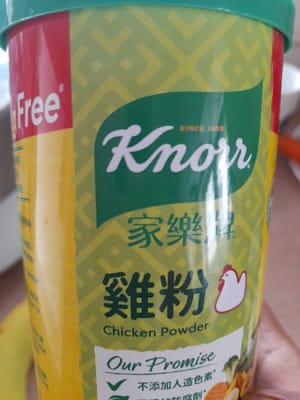 Free#
SINCE 1838
Knorr
家樂牌
雞粉
Chicken Powder
Our Promise
不添加人造色素*